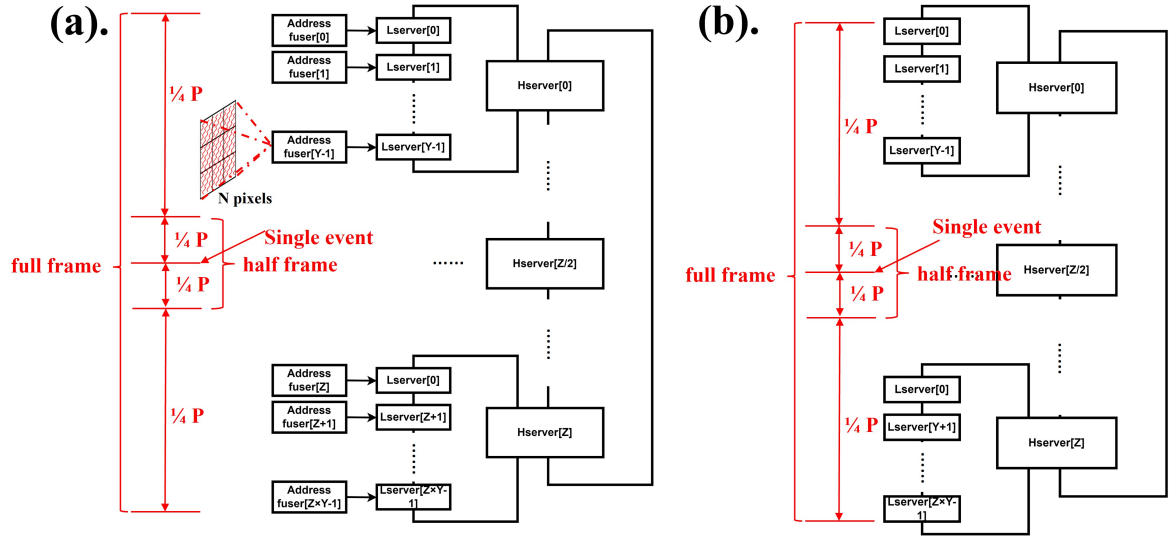 (a).
Address
fuser[0]
Lserver[0]
Address
fuser[1]
Lserver[1]
Hserver[0]
¼ P
Address
fuser[Y-1]
Lserver[Y-1]
N pixels
¼ P
Single event
full frame
half frame
Hserver[Z/2]
¼ P
Address
fuser[Z]
Lserver[0]
Address
fuser[Z+1]
Lserver[Z+1]
¼ P
Hserver[Z]
Address
fuser[Z×Y-1]
Lserver[Z×Y-
1]
(b).
Lserver[0]
Lserver[1]
Hserver[0]
¼ P
Lserver[Y-1]
Single event
¼ P
full frame
half frame
Hserver[Z/2]
¼ P
Lserver[0]
Lserver[Y+1]
¼ P
Hserver[Z]
Lserver[Z×Y-
1]